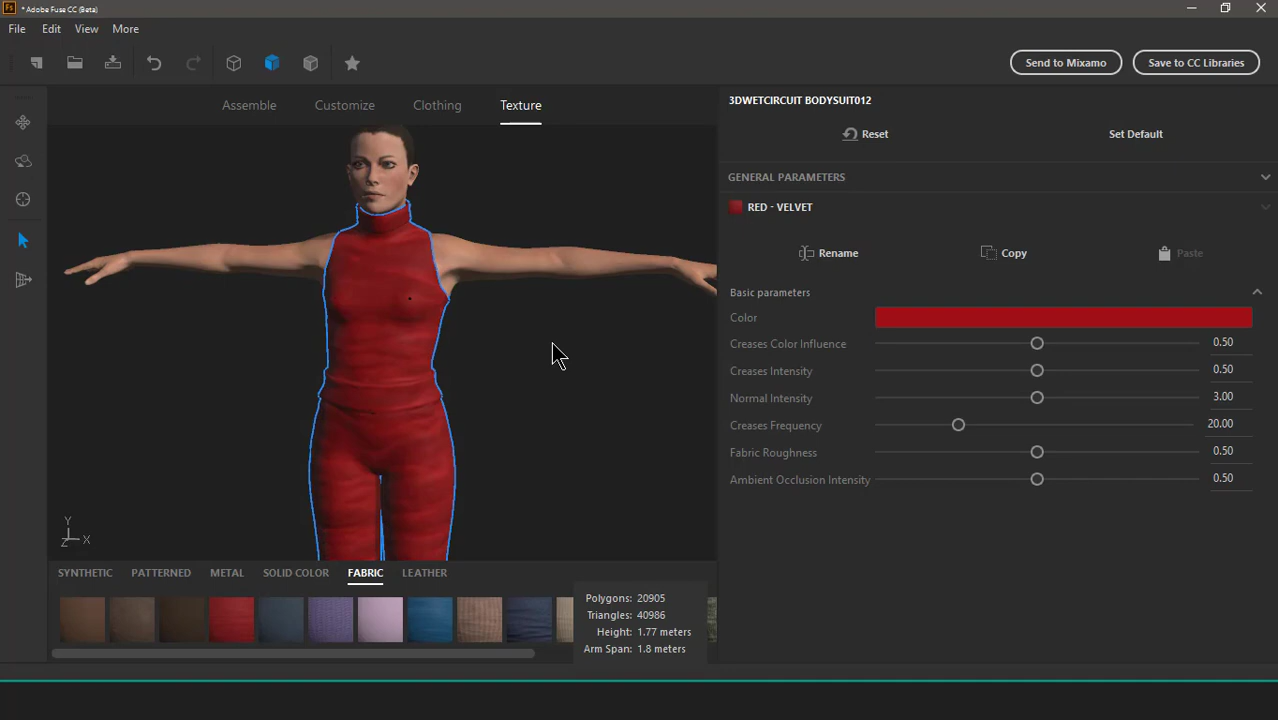 Fs * Adobe Fuse CC (Beta)
File Edit View More
Send to Mixamo Save to CC Libraries
Assemble Customize Clothing Texture
3DWETCIRCUIT BODYSUIT012
Reset Set Default
GENERAL PARAMETERS
RED - VELVET
Rename Copy Paste
Basic parameters
Color
Creases Color Influence 0.50
Creases Intensity 0.50
Normal Intensity 3.00
Creases Frequency 20.00
Fabric Roughness 0.50
Ambient Occlusion Intensity 0.50
Y
Z X
SYNTHETIC PATTERNED METAL SOLID COLOR FABRIC LEATHER
Polygons: 20905
Triangles: 40986
Height: 1.77 meters
Arm Span: 1.8 meters